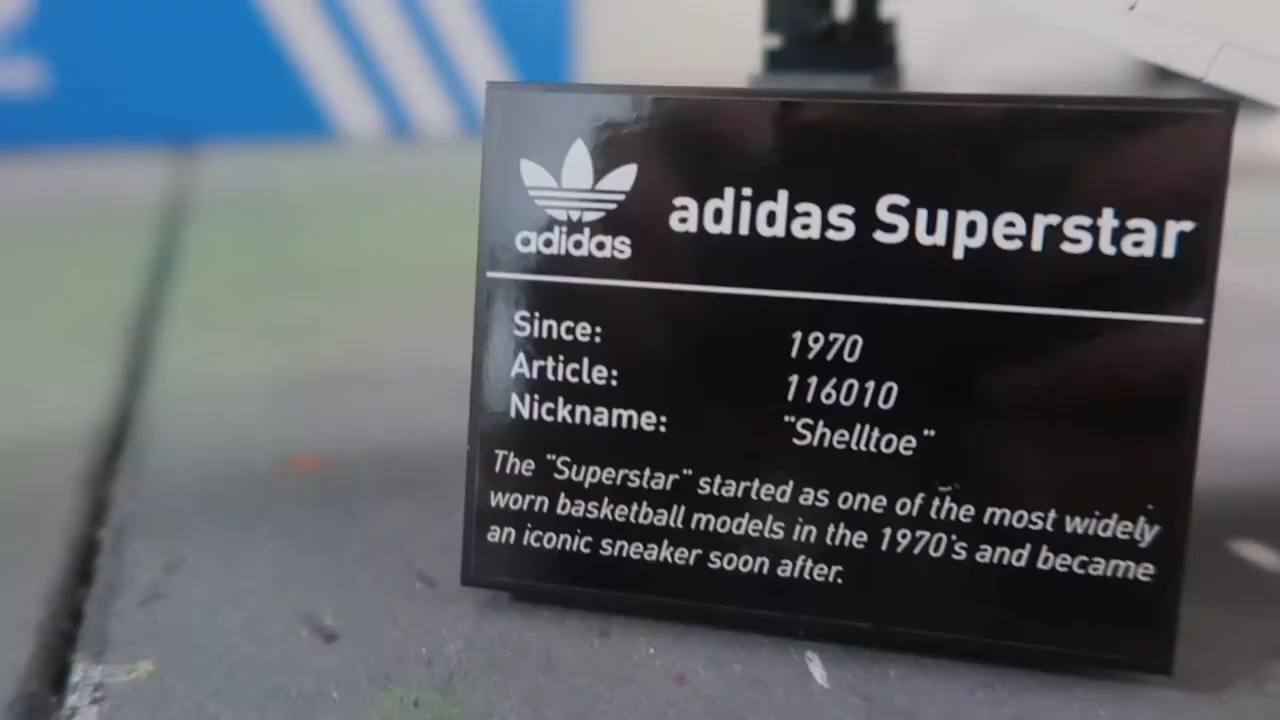 adidas
adidas Superstar
Since: 1970
Article: 116010
Nickname: "Shelltoe"
The "Superstar" started as one of the most widely
worn basketball models in the 1970's and became
an iconic sneaker soon after.